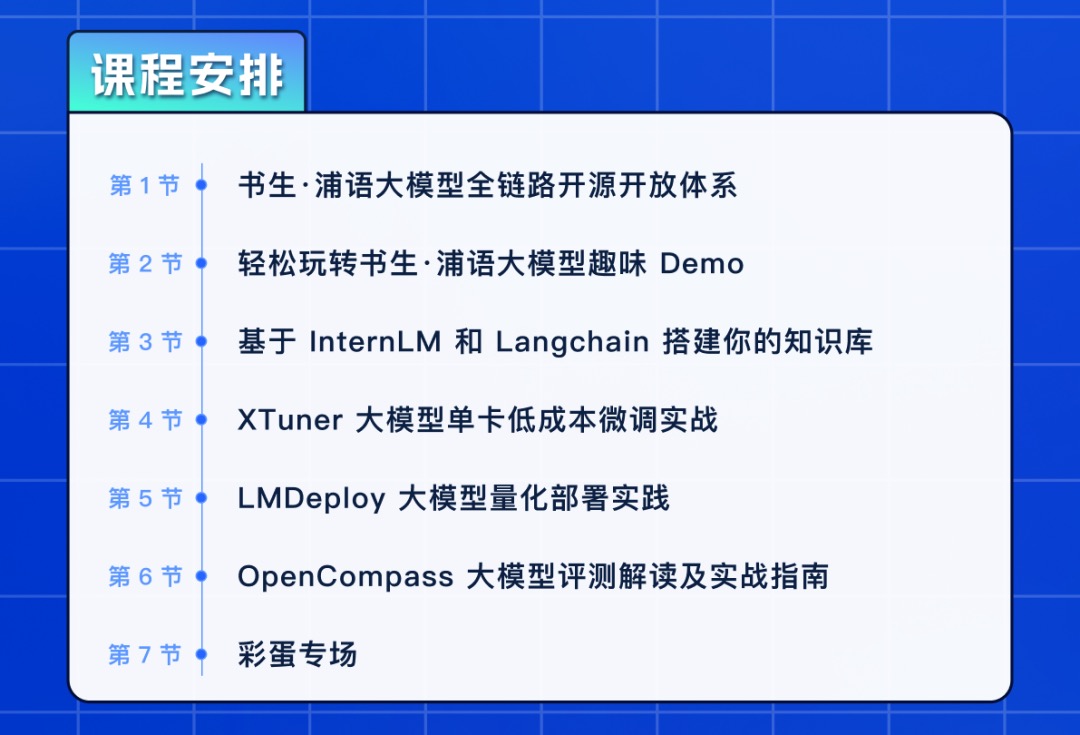 课程安排
第 1 节 书生·浦语大模型全链路开源开放体系
第 2 节 轻松玩转书生·浦语大模型趣味 Demo
第 3 节 基于 InternLM 和 Langchain 搭建你的知识库
第 4 节 XTuner 大模型单卡低成本微调实战
第 5 节 LMDeploy 大模型量化部署实践
第 6 节 OpenCompass 大模型评测解读及实战指南
第 7 节 彩蛋专场